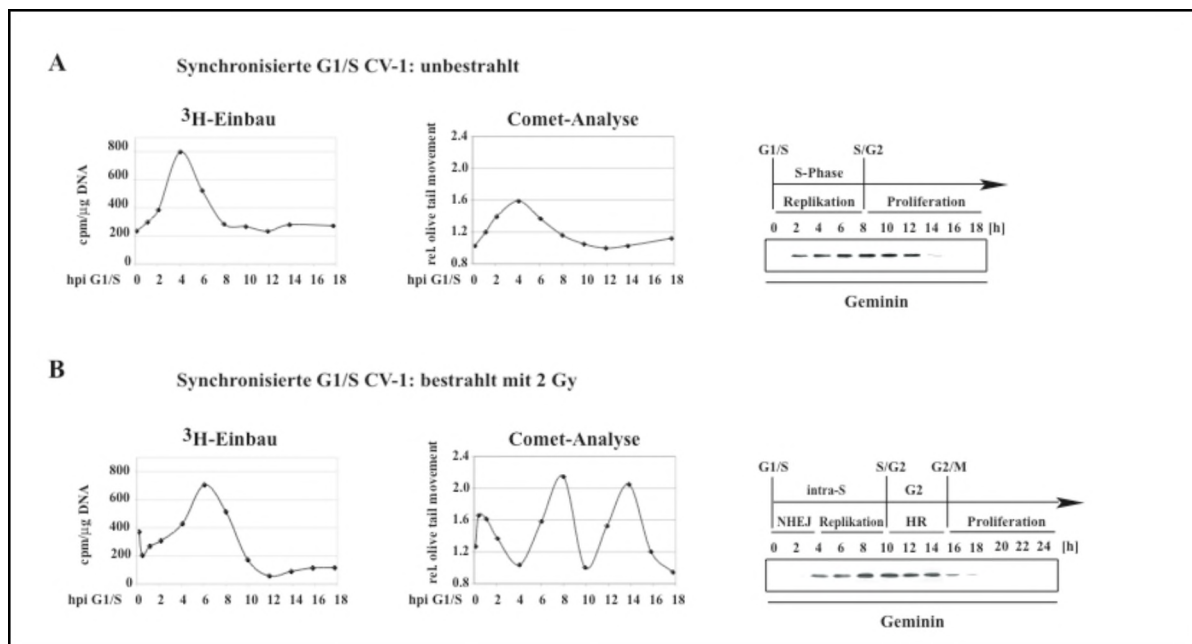 A
Synchronisierte G1/S CV-1: unbestrahlt
³H-Einbau
cpm/µg DNA
800
600
400
200
0
hpi G1/S 0 2 4 6 8 10 12 14 16 18
Comet-Analyse
rel. olive tail movement
2.4
2.0
1.6
1.2
0.8
hpi G1/S 0 2 4 6 8 10 12 14 16 18
G1/S S/G2
S-Phase
Replikation Proliferation
0 2 4 6 8 10 12 14 16 18 [h]
Geminin
B
Synchronisierte G1/S CV-1: bestrahlt mit 2 Gy
³H-Einbau
cpm/µg DNA
800
600
400
200
0
hpi G1/S 0 2 4 6 8 10 12 14 16 18
Comet-Analyse
rel. olive tail movement
2.4
2.0
1.6
1.2
0.8
hpi G1/S 0 2 4 6 8 10 12 14 16 18
G1/S S/G2 G2/M
intra-S G2
NHEJ Replikation HR Proliferation
0 2 4 6 8 10 12 14 16 18 20 22 24 [h]
Geminin